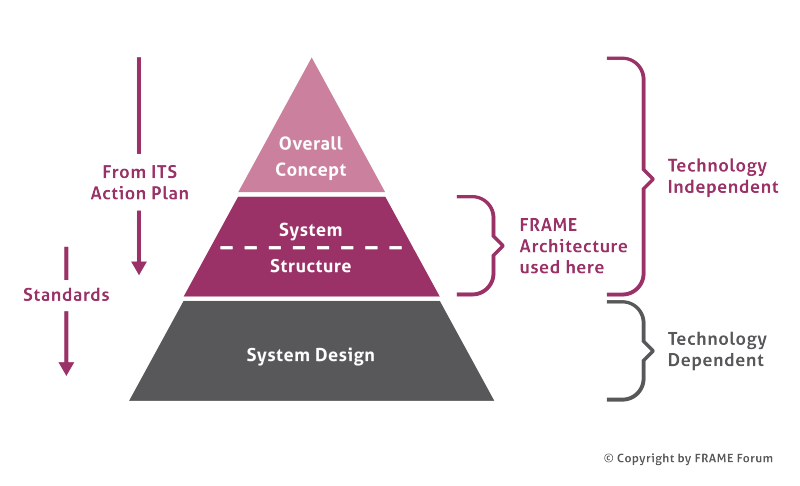 Overall
Concept
From ITS
Action Plan
Technology
Independent
System
Structure
FRAME
Architecture
used here
Standards
System Design
Technology
Dependent
© Copyright by FRAME Forum